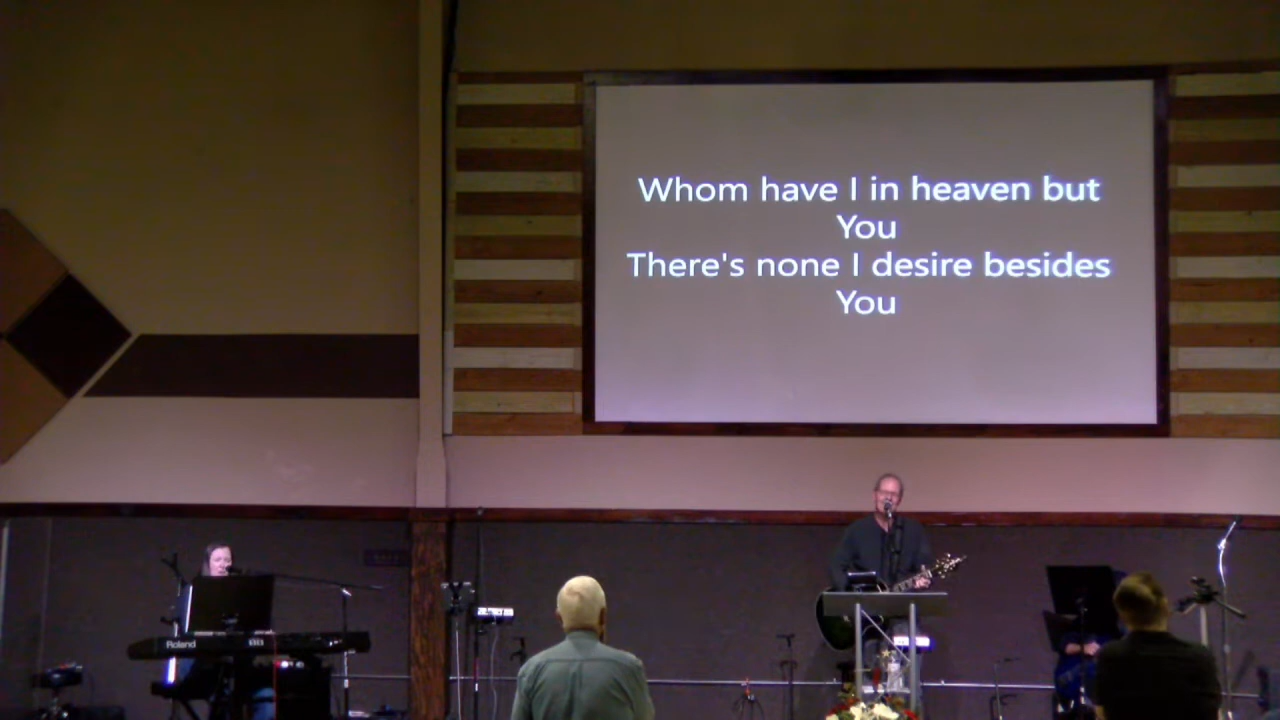 Whom have I in heaven but
You
There's none I desire besides
You
Roland